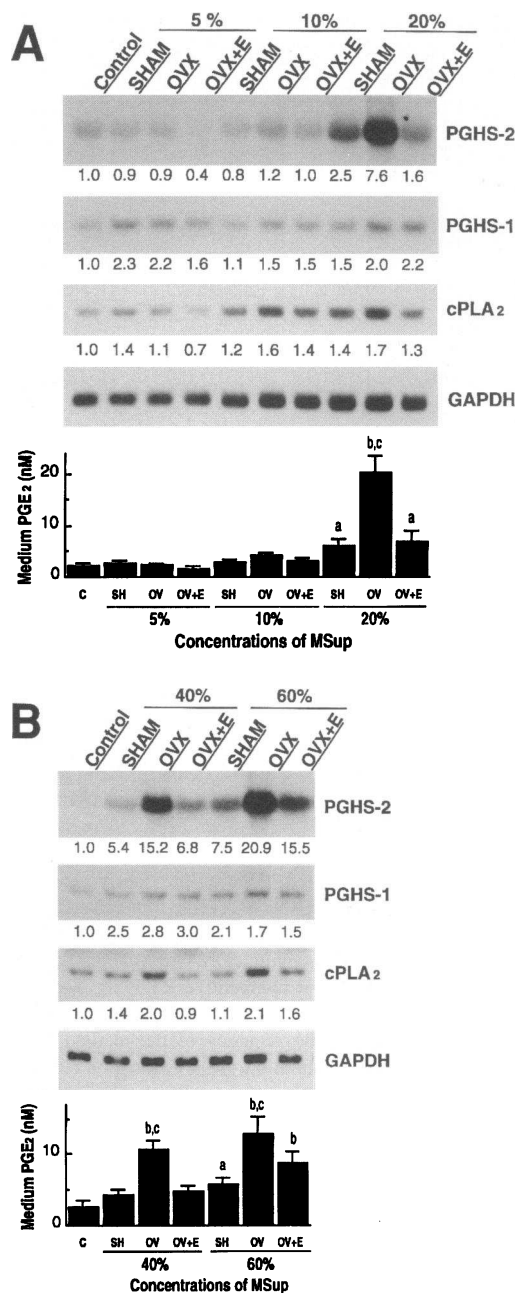 A
5 %
10%
20%
Control
SHAM
OVX
OVX+E
SHAM
OVX
OVX+E
SHAM
OVX
OVX+E
PGHS-2
1.0 0.9 0.9 0.4 0.8 1.2 1.0 2.5 7.6 1.6
PGHS-1
1.0 2.3 2.2 1.6 1.1 1.5 1.5 1.5 2.0 2.2
cPLA2
1.0 1.4 1.1 0.7 1.2 1.6 1.4 1.4 1.7 1.3
GAPDH
Medium PGE2 (nM)
20
10
0
a
b,c
a
C SH OV OV+E SH OV OV+E SH OV OV+E
5% 10% 20%
Concentrations of MSup
B
40%
60%
Control
SHAM
OVX
OVX+E
SHAM
OVX
OVX+E
PGHS-2
1.0 5.4 15.2 6.8 7.5 20.9 15.5
PGHS-1
1.0 2.5 2.8 3.0 2.1 1.7 1.5
cPLA2
1.0 1.4 2.0 0.9 1.1 2.1 1.6
GAPDH
Medium PGE2 (nM)
10
0
b,c
a
b,c
b
C SH OV OV+E SH OV OV+E
40% 60%
Concentrations of MSup